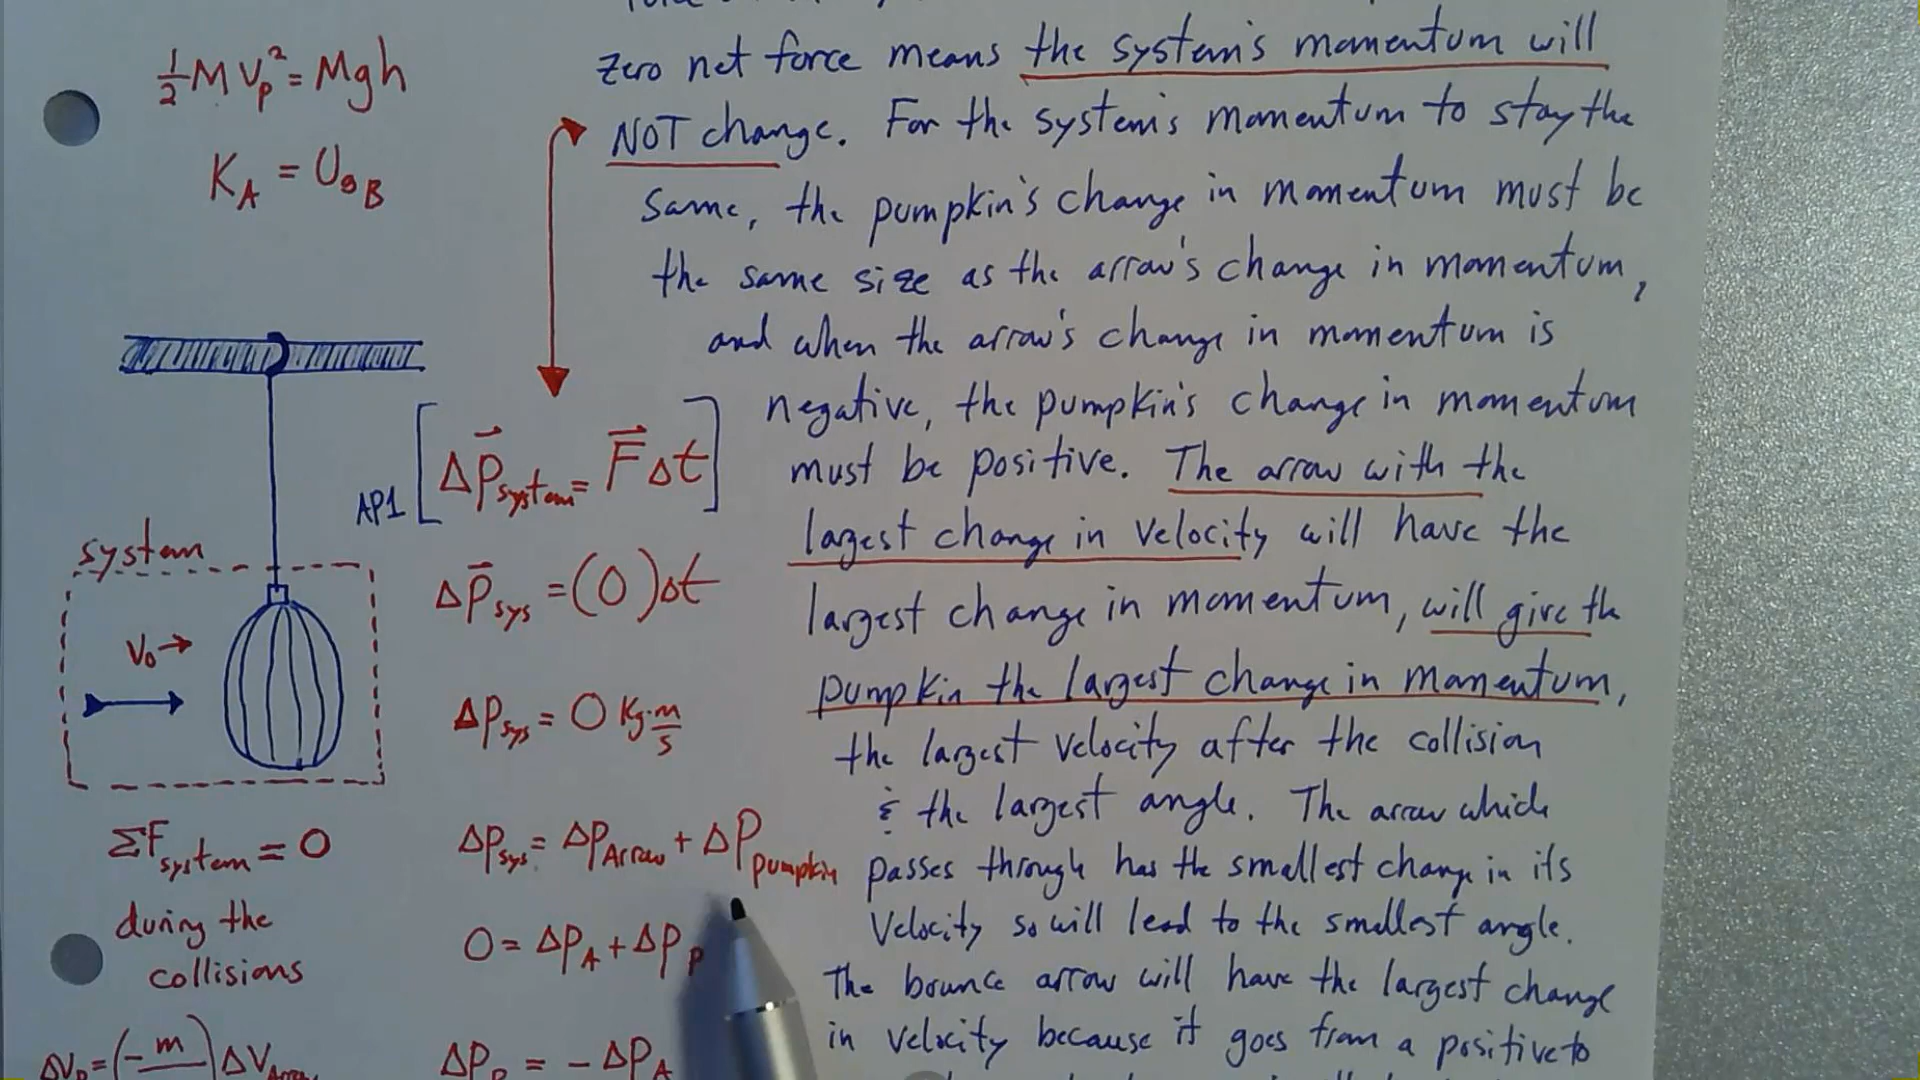 ½MVp² = Mgh
KA = UgB
zero net force means the system's momentum will
NOT change. For the system's momentum to stay the
same, the pumpkin's change in momentum must be
the same size as the arrow's change in momentum,
and when the arrow's change in momentum is
negative, the pumpkin's change in momentum
must be positive. The arrow with the
largest change in velocity will have the
largest change in momentum, will give the
pumpkin the largest change in momentum,
the largest velocity after the collision
& the largest angle. The arrow which
passes through has the smallest change in its
velocity so will lead to the smallest angle.
The bounce arrow will have the largest change
in velocity because it goes from a positive to
AP1 [Δp⃗system = F⃗Δt]
Δp⃗sys = (0)Δt
Δpsys = 0 kg·m/s
Δpsys = ΔpArrow + ΔPpumpkin
0 = ΔpA + Δpp
Δpp = -ΔpA
system
V₀ →
ΣFsystem = 0
during the
collisions
ΔVp = (-m
) ΔVArrow